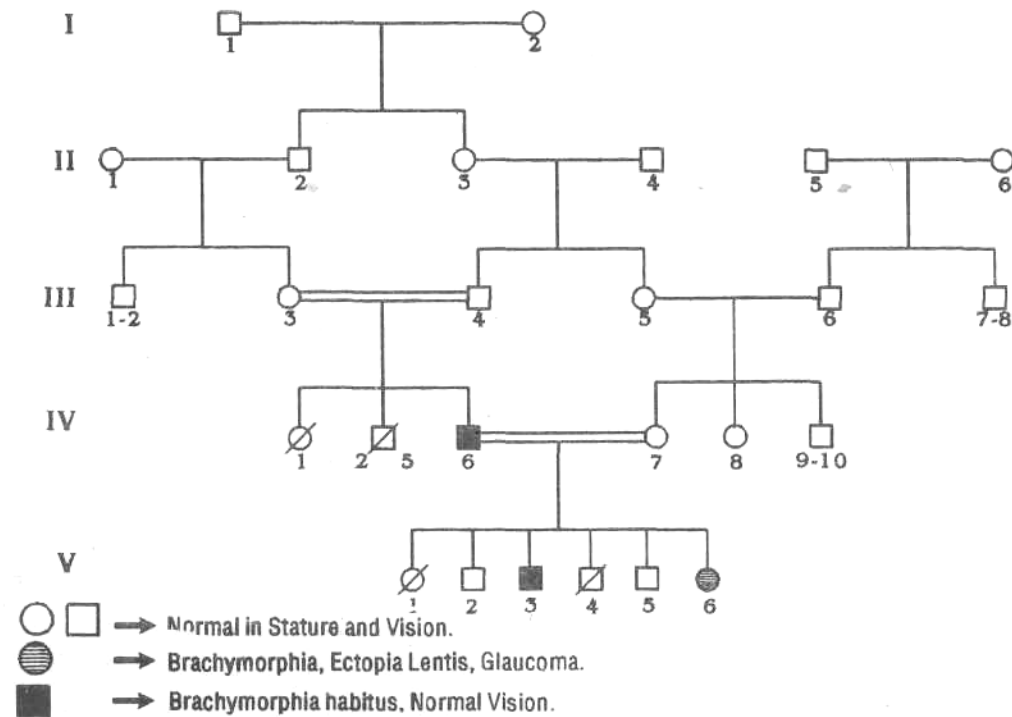 I
1 2
II
1 2 3 4 5 6
III
1-2 3 4 5 6 7-8
IV
1 2 5 6 7 8 9-10
V
1 2 3 4 5 6
Normal in Stature and Vision.
Brachymorphia, Ectopia Lentis, Glaucoma.
Brachymorphia habitus, Normal Vision.